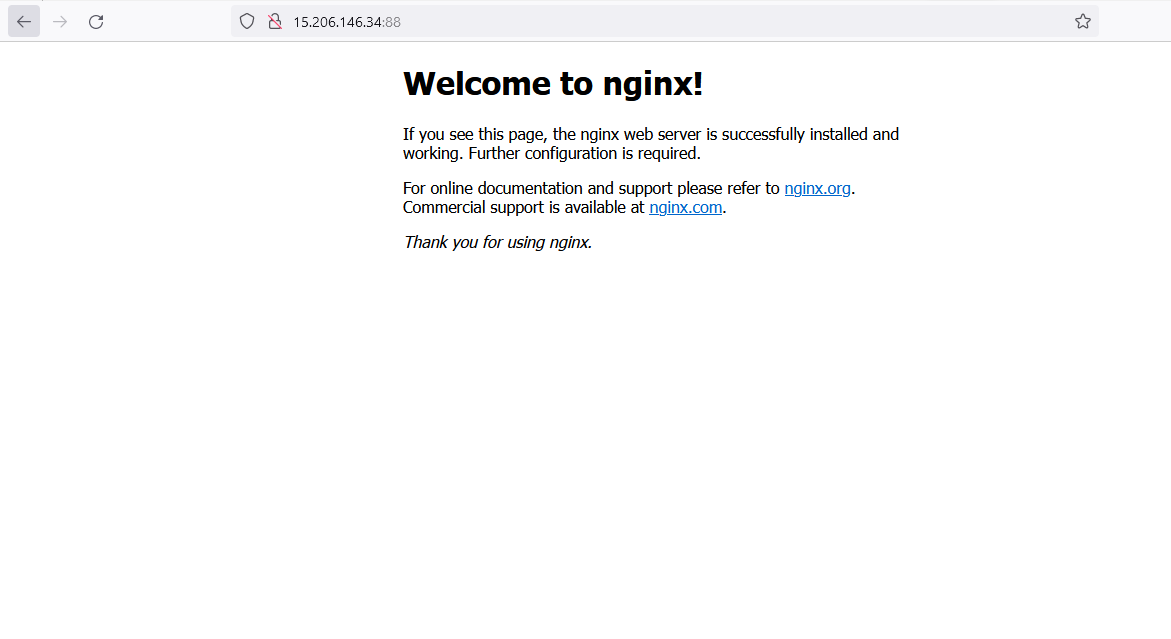 15.206.146.34:88
Welcome to nginx!
If you see this page, the nginx web server is successfully installed and
working. Further configuration is required.
For online documentation and support please refer to nginx.org.
Commercial support is available at nginx.com.
Thank you for using nginx.